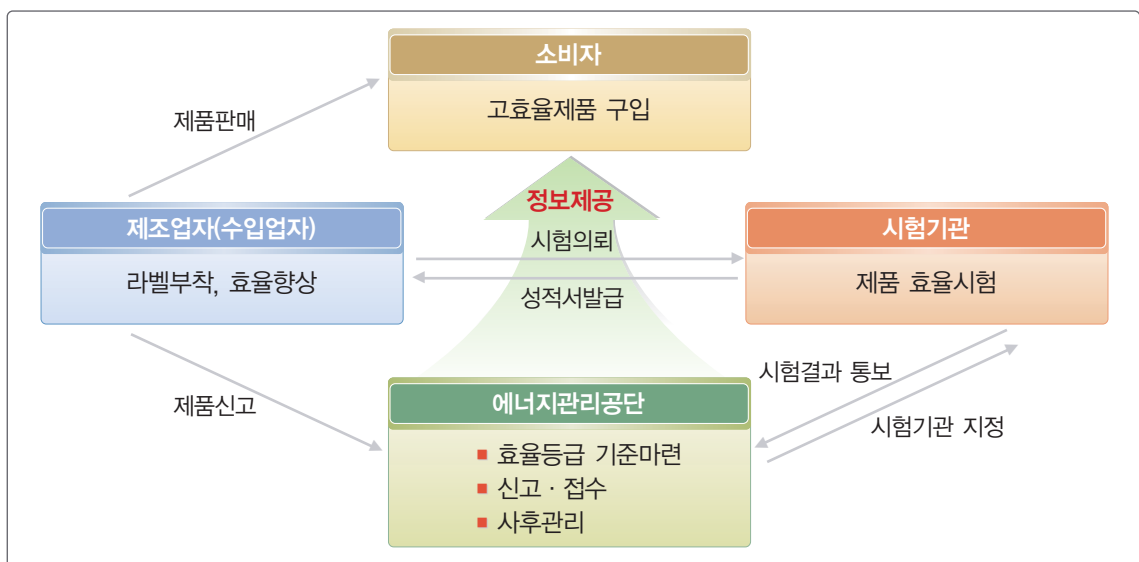 소비자
고효율제품 구입
제품판매
정보제공
제조업자(수입업자)
라벨부착, 효율향상
시험의뢰
성적서발급
시험기관
제품 효율시험
시험결과 통보
시험기관 지정
제품신고
에너지관리공단
■ 효율등급 기준마련
■ 신고 · 접수
■ 사후관리